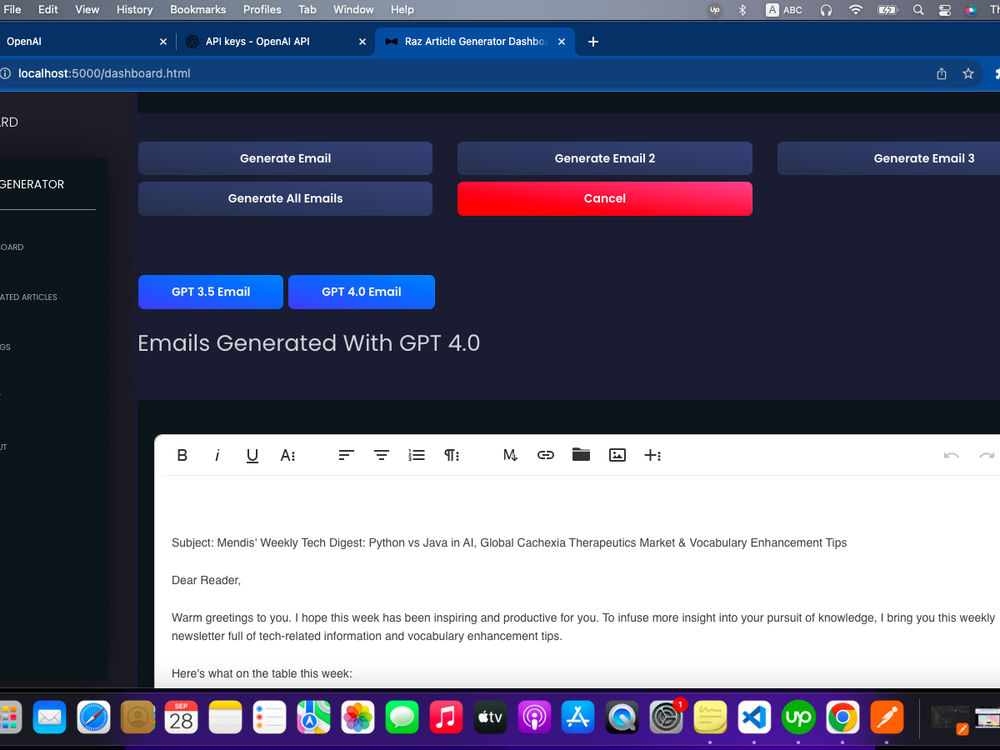 File Edit View History Bookmarks Profiles Tab Window Help UP A ABC Th
OpenAI
API keys - OpenAI API
Raz Article Generator Dashbo
localhost:5000/dashboard.html
RD
GENERATOR
OARD
ATED ARTICLES
GS
UT
Generate Email
Generate Email 2
Generate Email 3
Generate All Emails
Cancel
GPT 3.5 Email
GPT 4.0 Email
Emails Generated With GPT 4.0
B i U A
Subject: Mendis' Weekly Tech Digest: Python vs Java in AI, Global Cachexia Therapeutics Market & Vocabulary Enhancement Tips
Dear Reader,
Warm greetings to you. I hope this week has been inspiring and productive for you. To infuse more insight into your pursuit of knowledge, I bring you this weekly
newsletter full of tech-related information and vocabulary enhancement tips.
Here's what on the table this week:
SEP
28
tv
1
up